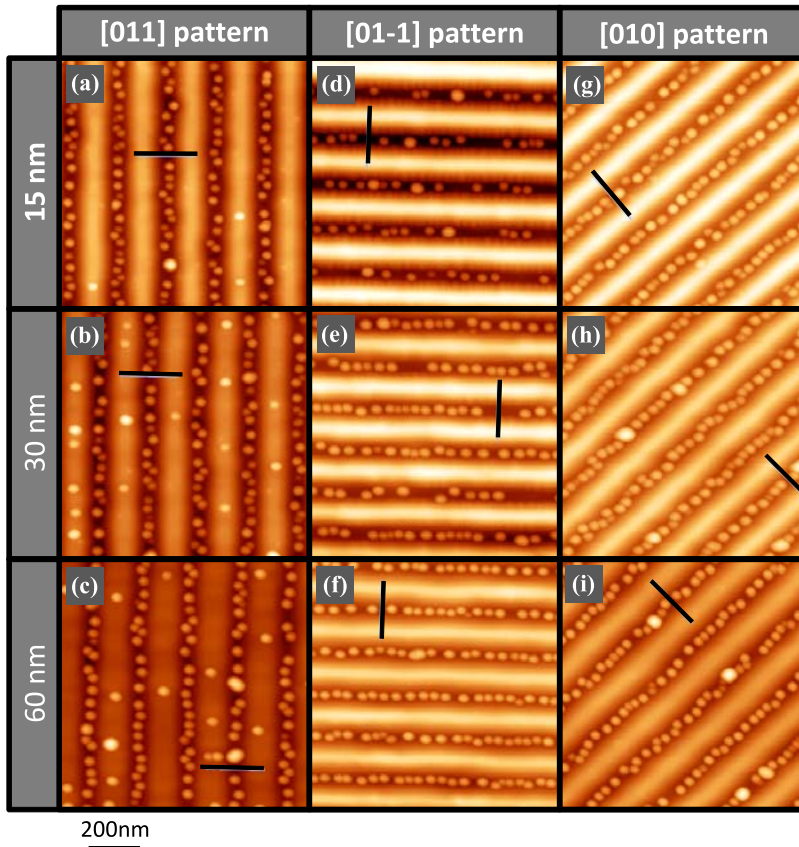 [011] pattern [01-1] pattern [010] pattern
15 nm (a) (d) (g)
30 nm (b) (e) (h)
60 nm (c) (f) (i)
200nm